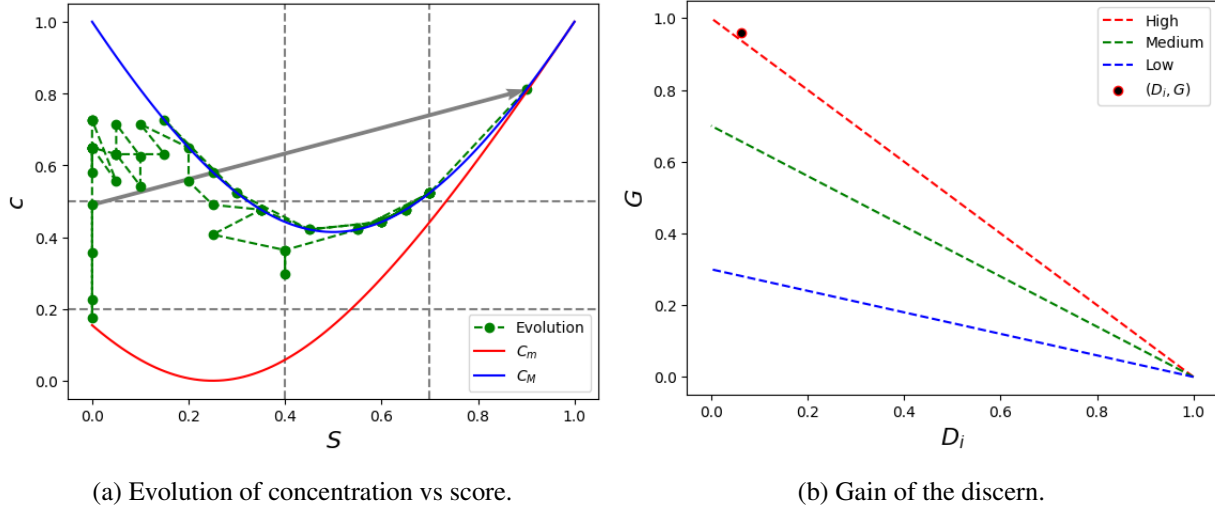 1.0
0.8
0.6
0.4
0.2
0.0
c
0.0 0.2 0.4 0.6 0.8 1.0
S
Evolution
C_m
C_M
(a) Evolution of concentration vs score.
1.0
0.8
0.6
0.4
0.2
0.0
G
0.0 0.2 0.4 0.6 0.8 1.0
D_i
High
Medium
Low
(D_i, G)
(b) Gain of the discern.